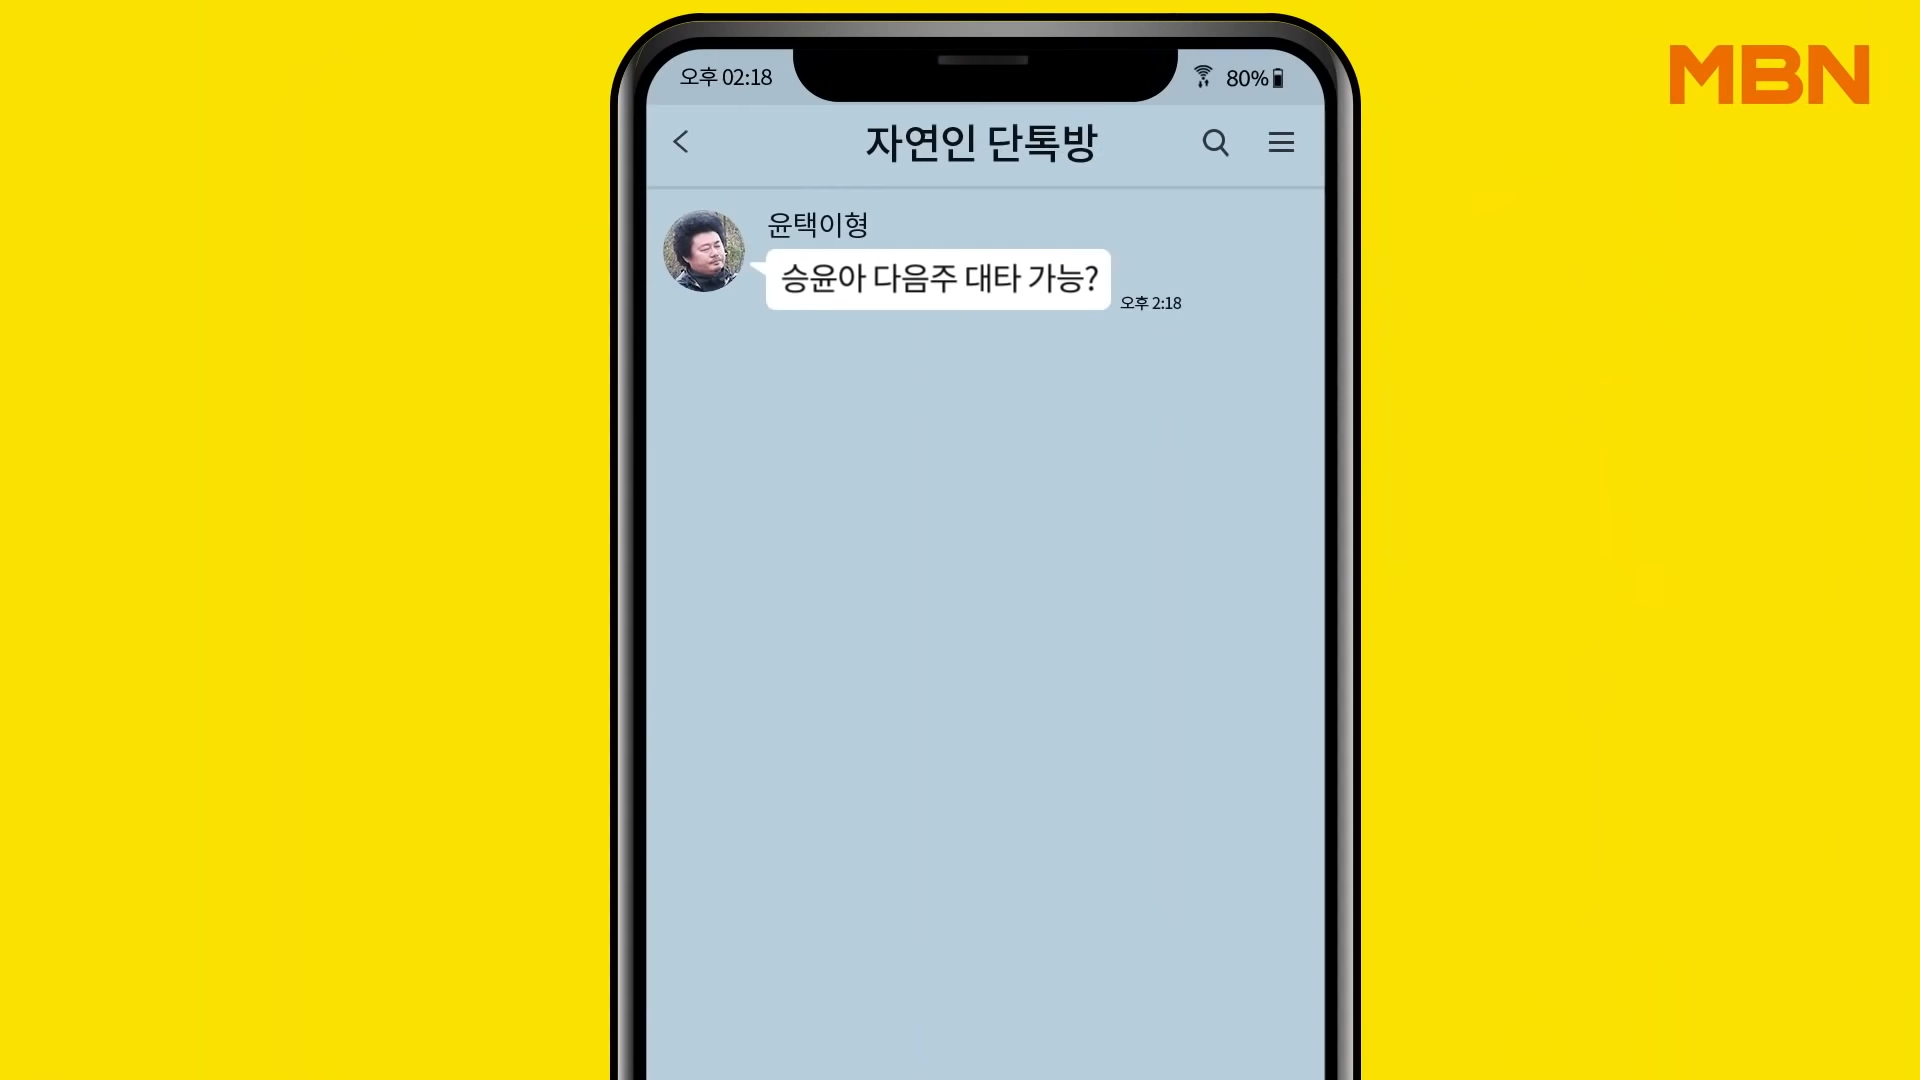 MBN
오후 02:18
80%
자연인 단톡방
윤택이형
승윤아 다음주 대타 가능?
오후 2:18